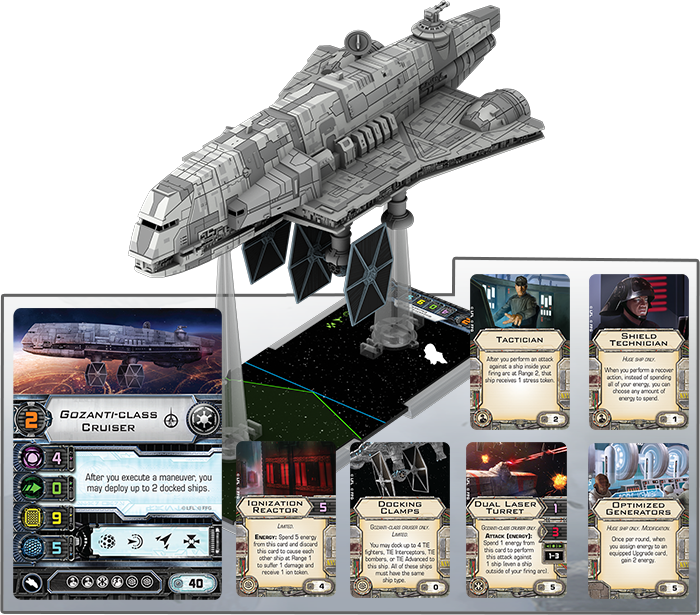 TACTICIAN
After you perform an attack
against a ship inside your
firing arc at Range 2, that
ship receives 1 stress token.
2
SHIELD
TECHNICIAN
HUGE SHIP ONLY.
When you perform a recover
action, instead of spending
all of your energy, you can
choose any amount of
energy to spend.
1
2
GOZANTI-CLASS
CRUISER
4
0
9
5
After you execute a maneuver, you
may deploy up to 2 docked ships.
40
IONIZATION
REACTOR
5
LIMITED.
ENERGY: Spend 5 energy
from this card and discard
this card to cause each
other ship at Range 1
to suffer 1 damage and
receive 1 ion token.
4
DOCKING
CLAMPS
GOZANTI-CLASS CRUISER ONLY.
LIMITED.
You may dock up to 4 TIE
fighters, TIE Interceptors, TIE
bombers, or TIE Advanced to
this ship. All of these ships
must have the same
ship type.
0
DUAL LASER
TURRET
1
GOZANTI-CLASS CRUISER ONLY.
ATTACK (ENERGY):
Spend 1 energy from
this card to perform
this attack against
1 ship (even a ship
outside your firing arc).
3
1-3
5
OPTIMIZED
GENERATORS
HUGE SHIP ONLY. MODIFICATION.
Once per round, when
you assign energy to an
equipped Upgrade card,
gain 2 energy.
5